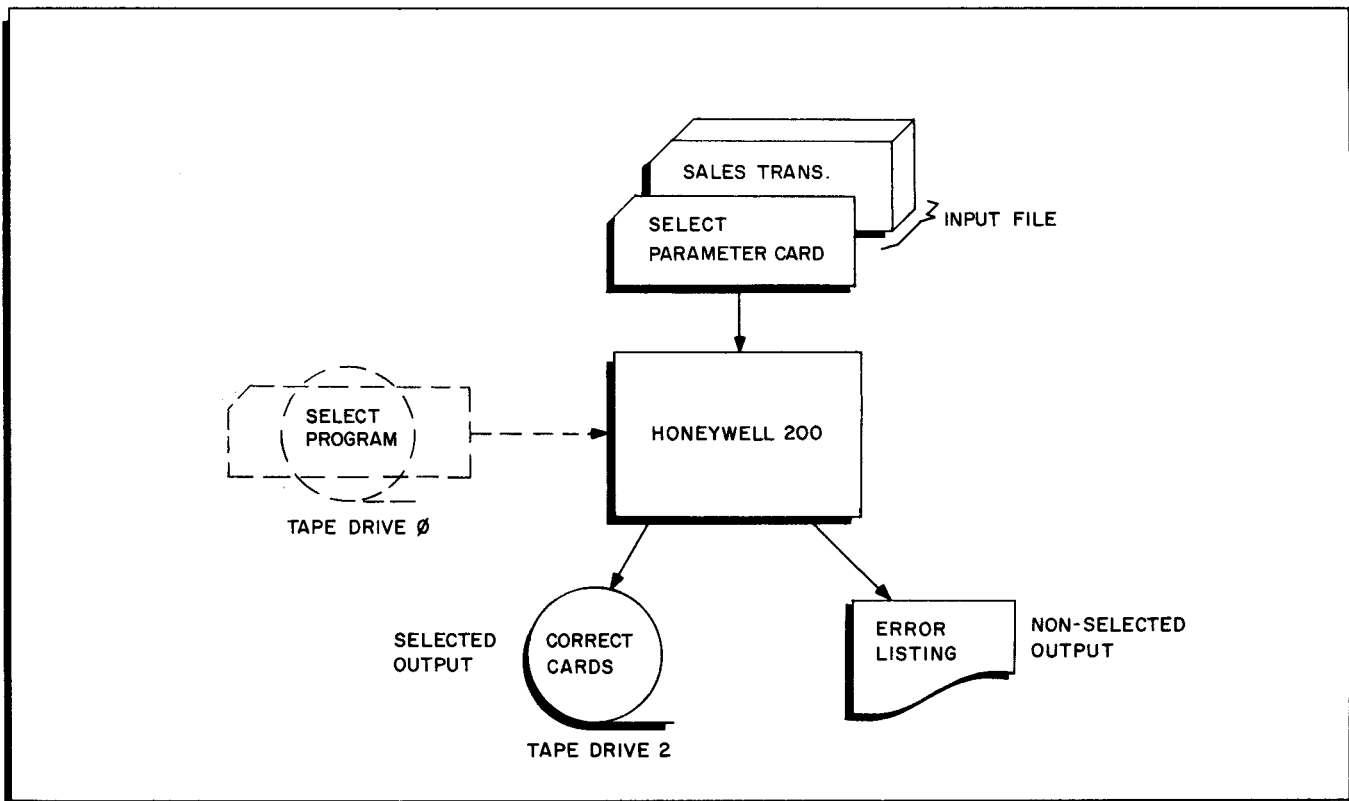 SALES TRANS.
SELECT
PARAMETER CARD
INPUT FILE
SELECT
PROGRAM
TAPE DRIVE Ø
HONEYWELL 200
SELECTED
OUTPUT
CORRECT
CARDS
TAPE DRIVE 2
ERROR
LISTING
NON-SELECTED
OUTPUT